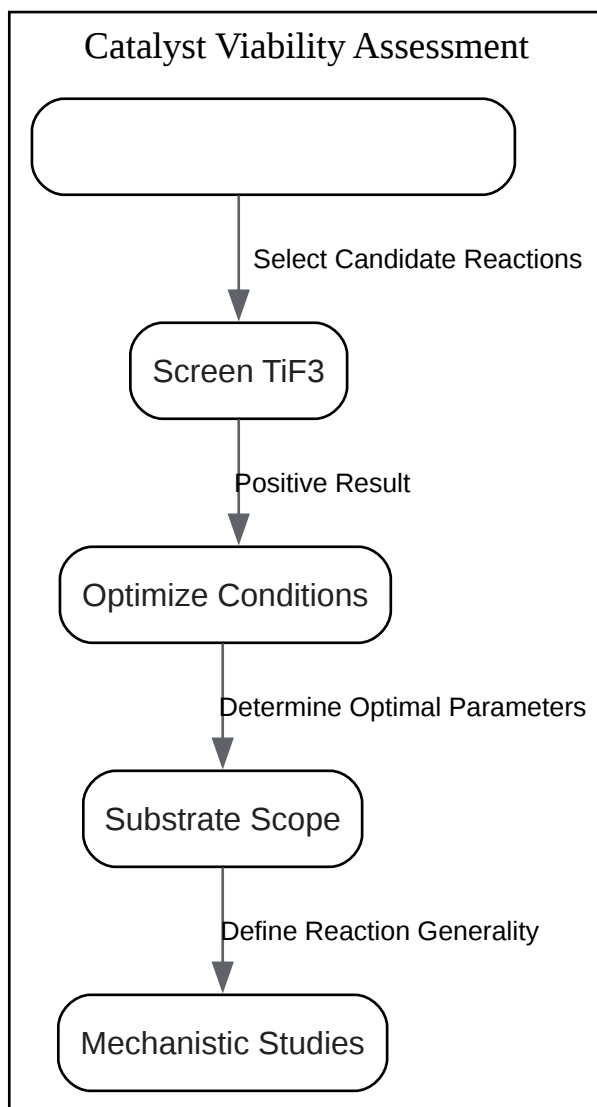 Catalyst Viability Assessment
Select Candidate Reactions
Screen TiF3
Positive Result
Optimize Conditions
Determine Optimal Parameters
Substrate Scope
Define Reaction Generality
Mechanistic Studies